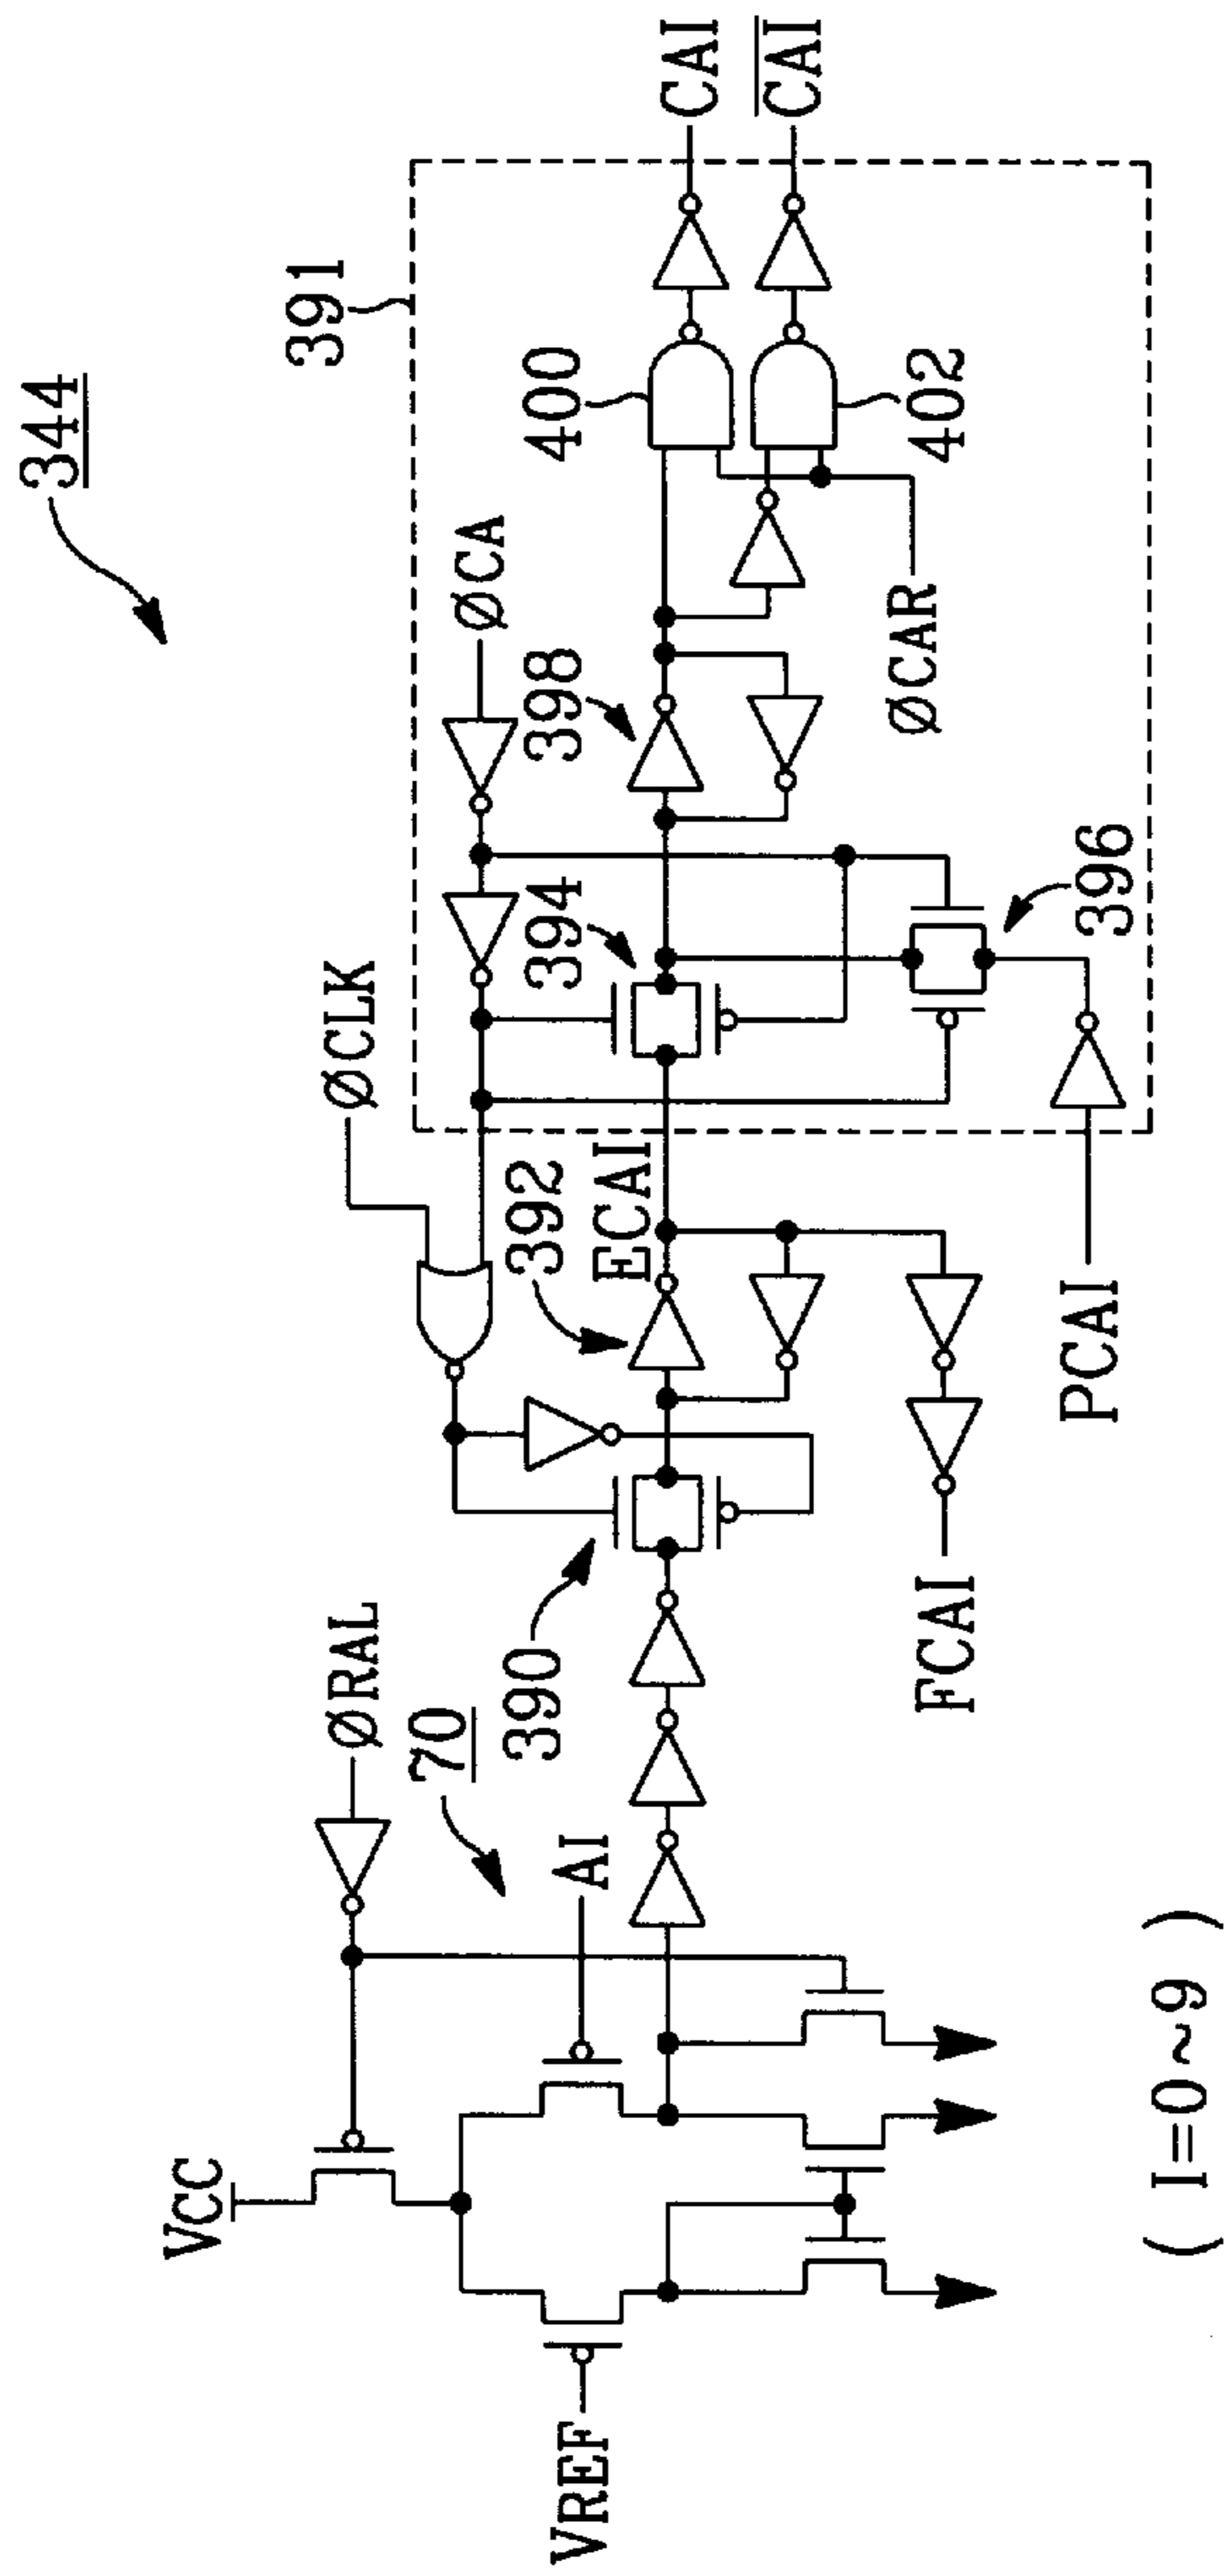 344
391
CAI
C̅A̅I̅
400
402
ØCA
398
ØCAR
394
396
ØCLK
392
ECAI
PCAI
FCAI
390
ØRAL
70
AI
VCC
VREF
( I=0~9 )